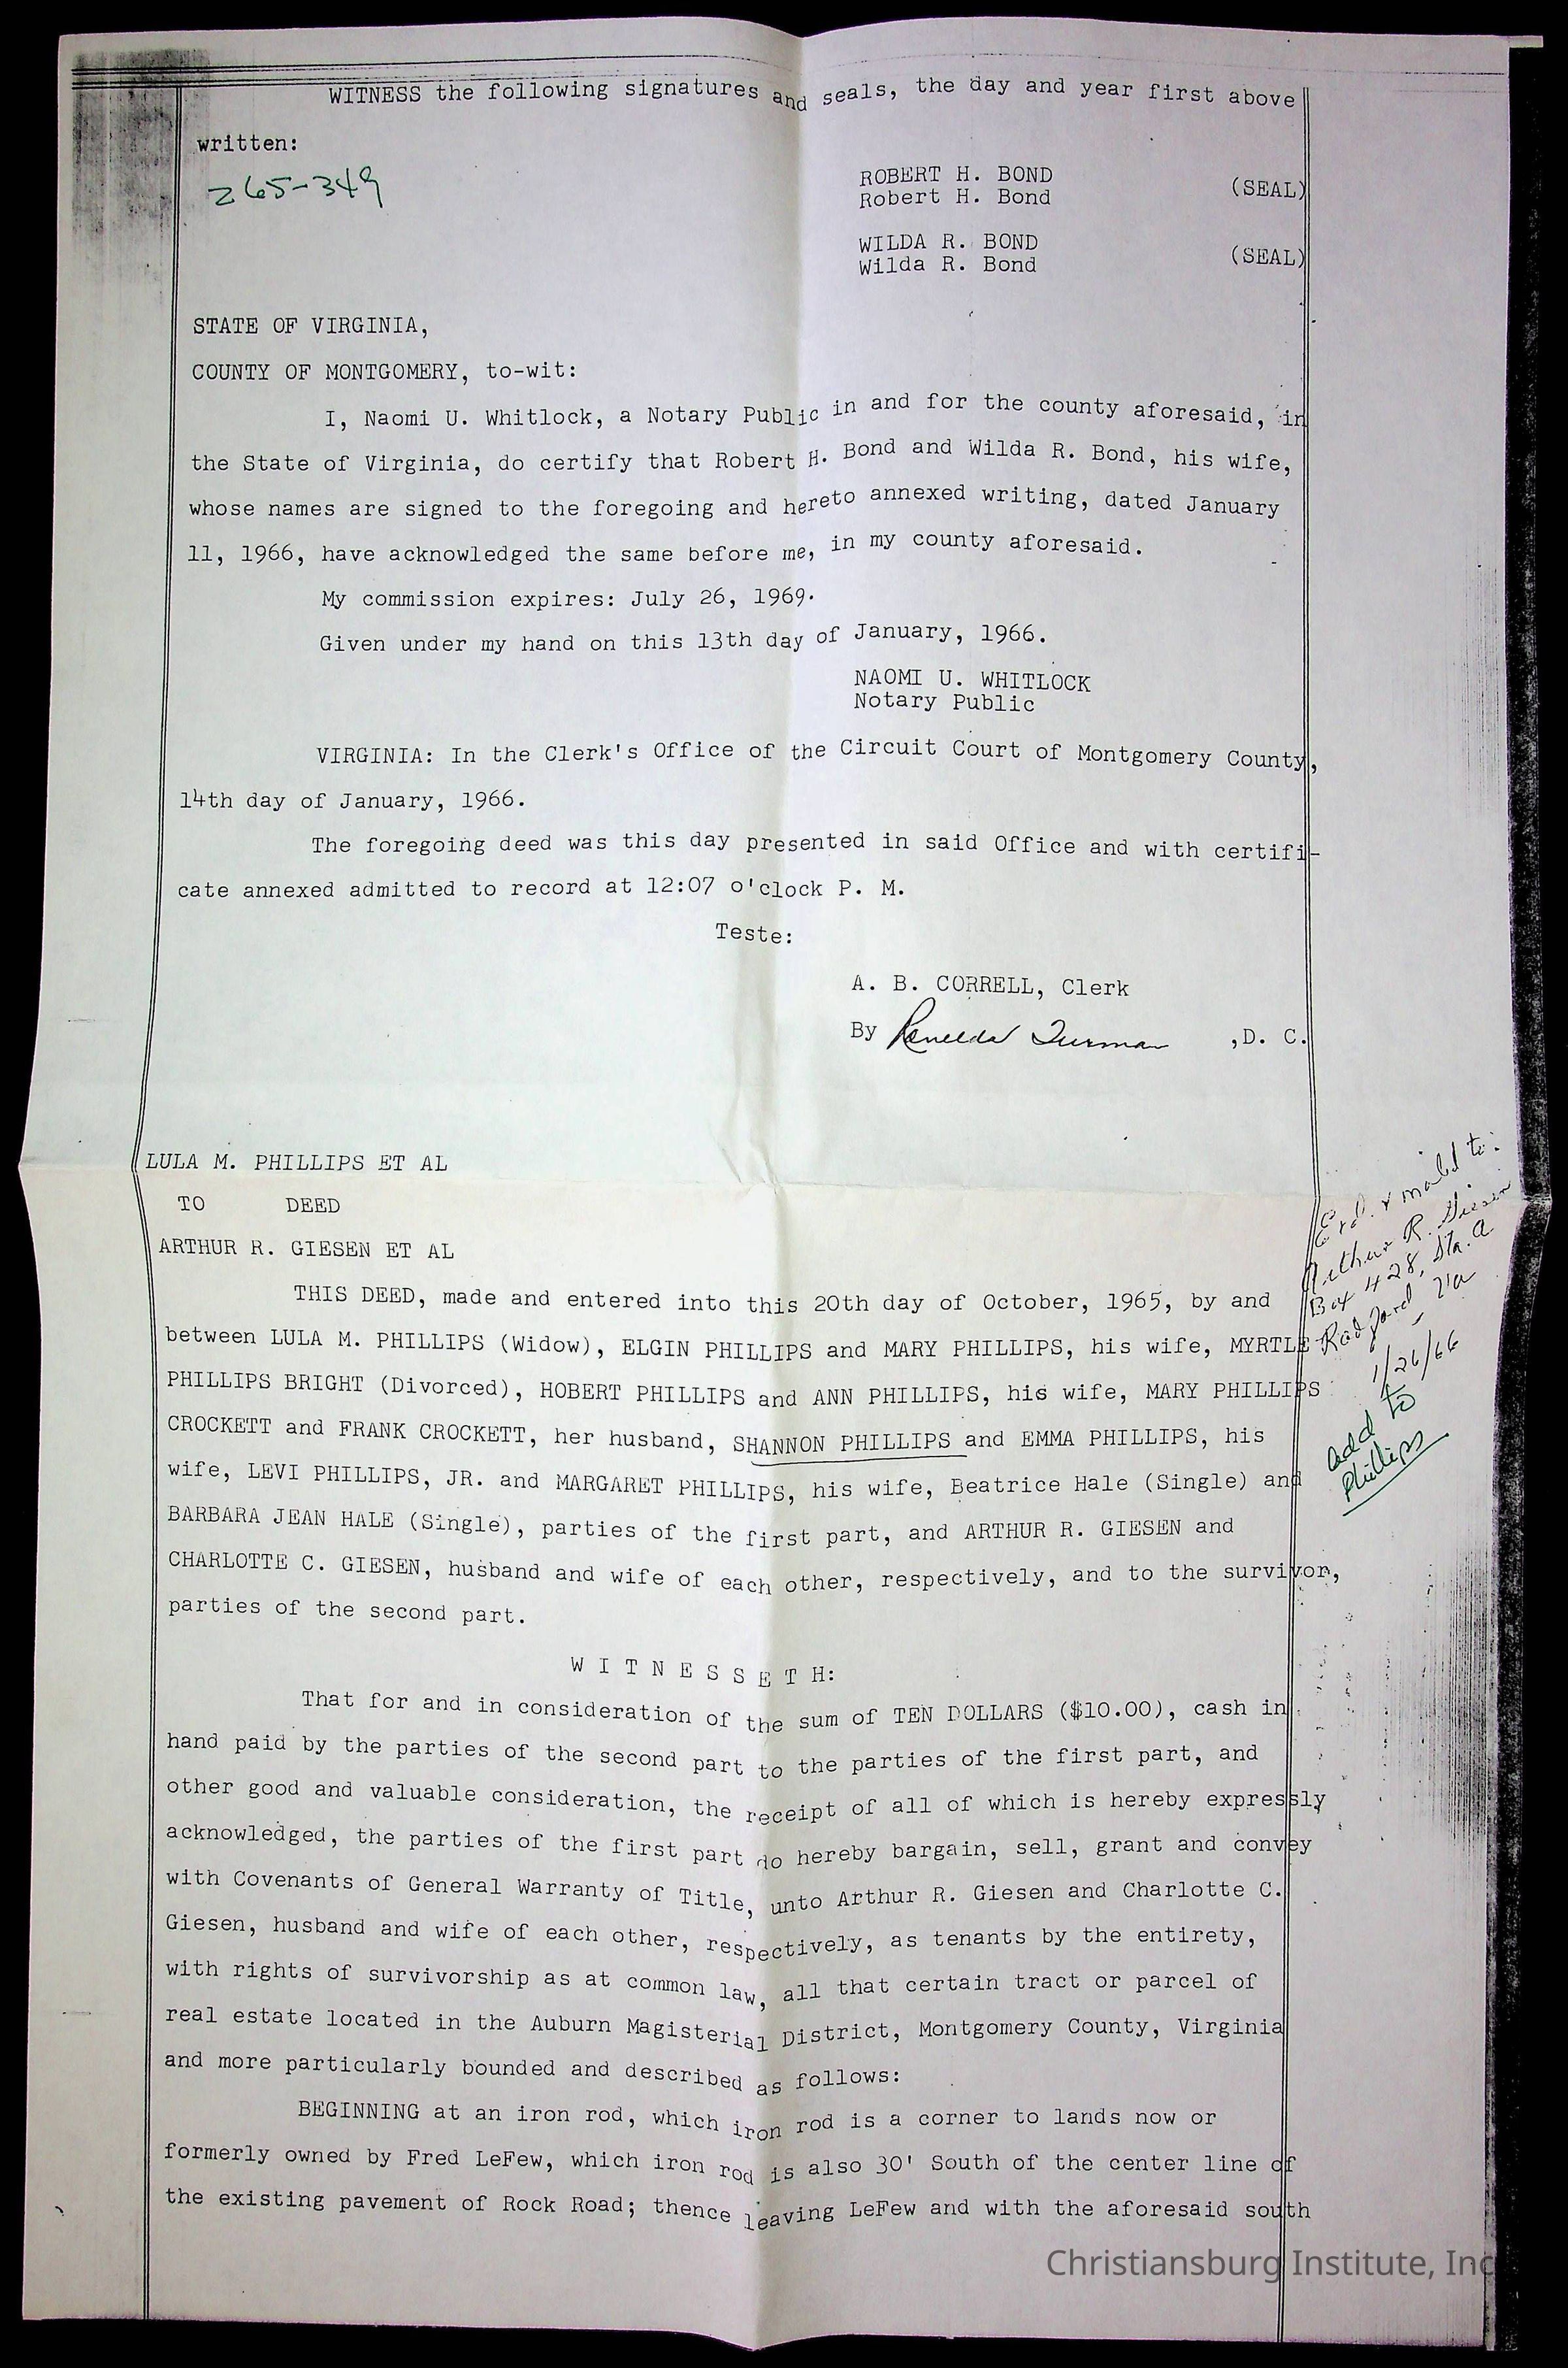 WITNESS the following signatures and seals, the day and year first above
written:
265-349
ROBERT H. BOND
Robert H. Bond (SEAL)
WILDA R. BOND
Wilda R. Bond (SEAL)
STATE OF VIRGINIA,
COUNTY OF MONTGOMERY, to-wit:
I, Naomi U. Whitlock, a Notary Public in and for the county aforesaid, in
the State of Virginia, do certify that Robert H. Bond and Wilda R. Bond, his wife,
whose names are signed to the foregoing and hereto annexed writing, dated January
11, 1966, have acknowledged the same before me, in my county aforesaid.
My commission expires: July 26, 1969.
Given under my hand on this 13th day of January, 1966.
NAOMI U. WHITLOCK
Notary Public
VIRGINIA: In the Clerk's Office of the Circuit Court of Montgomery County,
14th day of January, 1966.
The foregoing deed was this day presented in said Office and with certifi-
cate annexed admitted to record at 12:07 o'clock P. M.
Teste:
A. B. CORRELL, Clerk
By Renelda Turman ,D. C.
LULA M. PHILLIPS ET AL
TO DEED
ARTHUR R. GIESEN ET AL
THIS DEED, made and entered into this 20th day of October, 1965, by and
between LULA M. PHILLIPS (Widow), ELGIN PHILLIPS and MARY PHILLIPS, his wife, MYRTLE
PHILLIPS BRIGHT (Divorced), HOBERT PHILLIPS and ANN PHILLIPS, his wife, MARY PHILLIPS
CROCKETT and FRANK CROCKETT, her husband, SHANNON PHILLIPS and EMMA PHILLIPS, his
wife, LEVI PHILLIPS, JR. and MARGARET PHILLIPS, his wife, Beatrice Hale (Single) and
BARBARA JEAN HALE (Single), parties of the first part, and ARTHUR R. GIESEN and
CHARLOTTE C. GIESEN, husband and wife of each other, respectively, and to the survivor,
parties of the second part.
W I T N E S S E T H:
That for and in consideration of the sum of TEN DOLLARS ($10.00), cash in
hand paid by the parties of the second part to the parties of the first part, and
other good and valuable consideration, the receipt of all of which is hereby expressly
acknowledged, the parties of the first part do hereby bargain, sell, grant and convey
with Covenants of General Warranty of Title, unto Arthur R. Giesen and Charlotte C.
Giesen, husband and wife of each other, respectively, as tenants by the entirety,
with rights of survivorship as at common law, all that certain tract or parcel of
real estate located in the Auburn Magisterial District, Montgomery County, Virginia
and more particularly bounded and described as follows:
BEGINNING at an iron rod, which iron rod is a corner to lands now or
formerly owned by Fred LeFew, which iron rod is also 30' South of the center line of
the existing pavement of Rock Road; thence leaving LeFew and with the aforesaid south
Exd. & mailed to:
Arthur R. Giesen
Box 428, Sta. A
Radford, Va
1/26/66
add to
Phillips
Christiansburg Institute, Inc